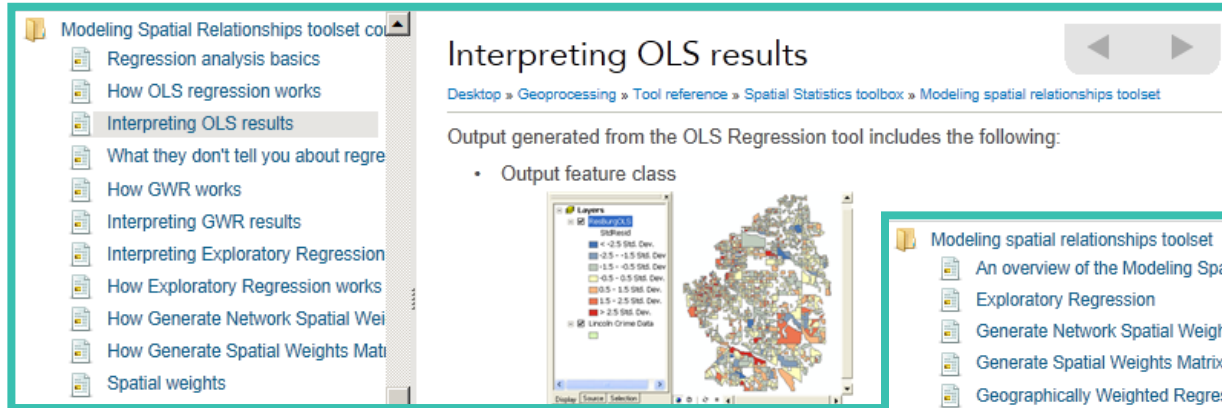 Modeling Spatial Relationships toolset co
Regression analysis basics
How OLS regression works
Interpreting OLS results
What they don't tell you about regre
How GWR works
Interpreting GWR results
Interpreting Exploratory Regression
How Exploratory Regression works
How Generate Network Spatial Wei
How Generate Spatial Weights Mat
Spatial weights
Interpreting OLS results
Desktop » Geoprocessing » Tool reference » Spatial Statistics toolbox » Modeling spatial relationships toolset
Output generated from the OLS Regression tool includes the following:
• Output feature class
Layers
ResBurgOLS
StdResid
< -2.5 Std. Dev.
-2.5 - -1.5 Std. Dev
-1.5 - -0.5 Std. Dev
-0.5 - 0.5 Std. Dev.
0.5 - 1.5 Std. Dev.
1.5 - 2.5 Std. Dev.
> 2.5 Std. Dev.
Lincoln Crime Data
Display Source Selection
Modeling spatial relationships toolset
An overview of the Modeling Spa
Exploratory Regression
Generate Network Spatial Weigh
Generate Spatial Weights Matrix
Geographically Weighted Regres